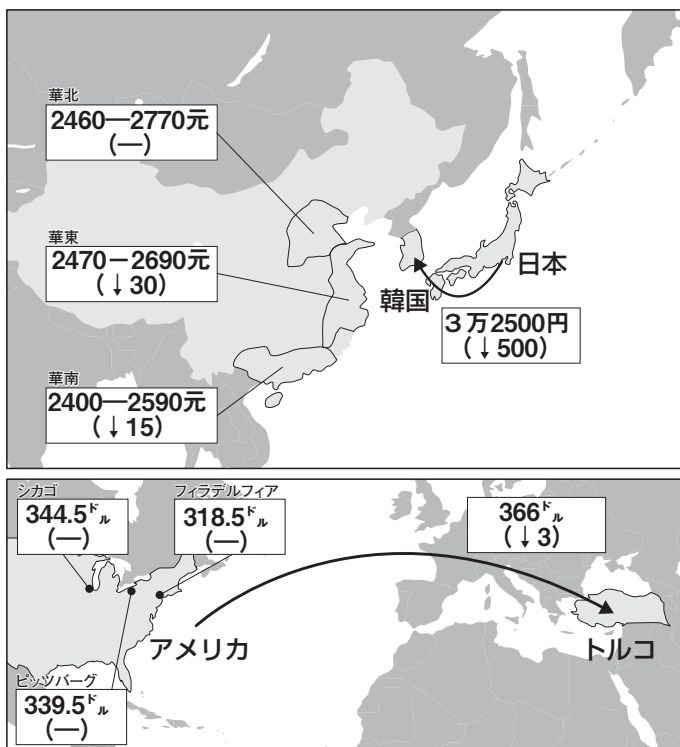 華北
2460―2770元
(―)
華東
2470－2690元
(↓30)
日本
韓国
３万2500円
(↓500)
華南
2400―2590元
(↓15)
シカゴ
344.5ドル
(―)
フィラデルフィア
318.5ドル
(―)
366ドル
(↓3)
アメリカ
トルコ
ピッツバーグ
339.5ドル
(―)